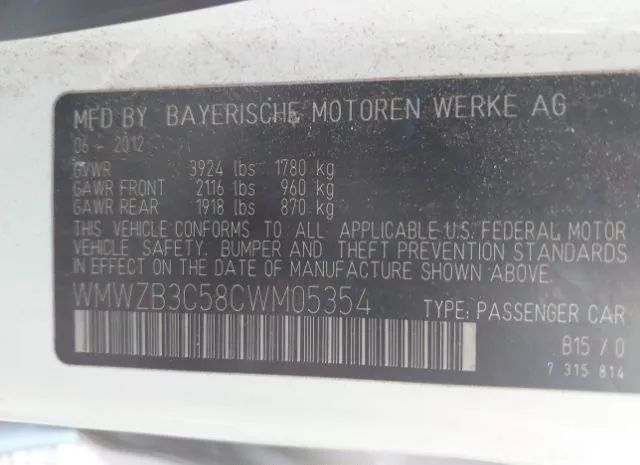 MFD BY BAYERISCHE MOTOREN WERKE AG
06 - 2012
GVWR 3924 lbs 1780 kg
GAWR FRONT 2116 lbs 960 kg
GAWR REAR 1918 lbs 870 kg
THIS VEHICLE CONFORMS TO ALL APPLICABLE U.S. FEDERAL MOTOR
VEHICLE, SAFETY, BUMPER AND THEFT PREVENTION STANDARDS
IN EFFECT ON THE DATE OF MANUFACTURE SHOWN ABOVE.
WMWZB3C58CWM05354 TYPE: PASSENGER CAR
B15 / 0
7 315 814